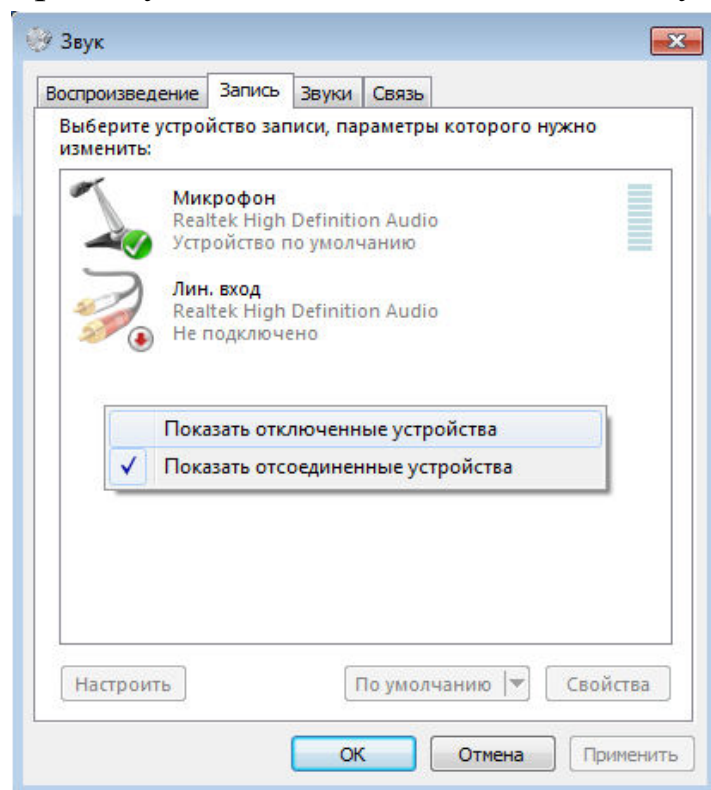 Звук
Воспроизведение Запись Звуки Связь
Выберите устройство записи, параметры которого нужно
изменить:
Микрофон
Realtek High Definition Audio
Устройство по умолчанию
Лин. вход
Realtek High Definition Audio
Не подключено
Показать отключенные устройства
Показать отсоединенные устройства
Настроить По умолчанию Свойства
ОК Отмена Применить